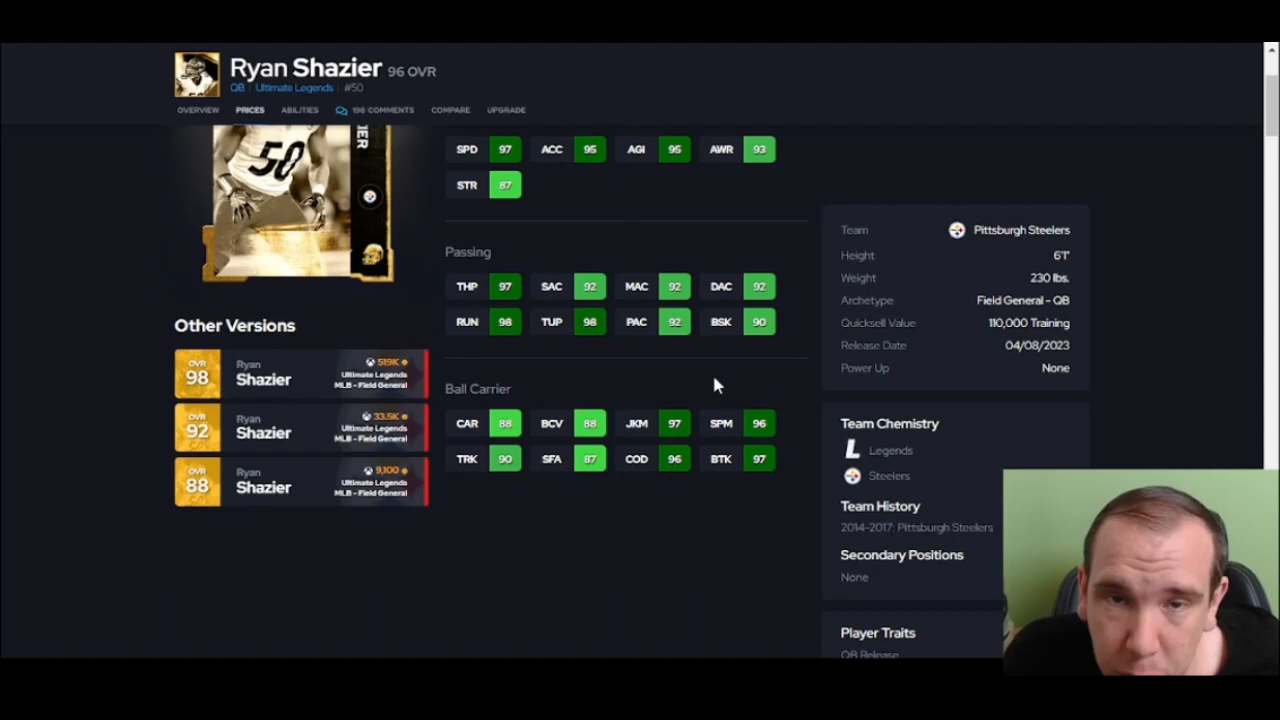 Ryan Shazier 96 OVR
QB | Ultimate Legends | #50
OVERVIEW PRICES ABILITIES 198 COMMENTS COMPARE UPGRADE
50
SPD 97 ACC 95 AGI 95 AWR 93
STR 87
Passing
THP 97 SAC 92 MAC 92 DAC 92
RUN 98 TUP 98 PAC 92 BSK 90
Ball Carrier
CAR 88 BCV 88 JKM 97 SPM 96
TRK 90 SFA 87 COD 96 BTK 97
Other Versions
OVR 98
Ryan
Shazier
519K
Ultimate Legends
MLB - Field General
OVR 92
Ryan
Shazier
33.5K
Ultimate Legends
MLB - Field General
OVR 88
Ryan
Shazier
9,100
Ultimate Legends
MLB - Field General
Team Pittsburgh Steelers
Height 6'1"
Weight 230 lbs.
Archetype Field General - QB
Quicksell Value 110,000 Training
Release Date 04/08/2023
Power Up None
Team Chemistry
L Legends
Steelers
Team History
2014-2017: Pittsburgh Steelers
Secondary Positions
None
Player Traits
QB Release